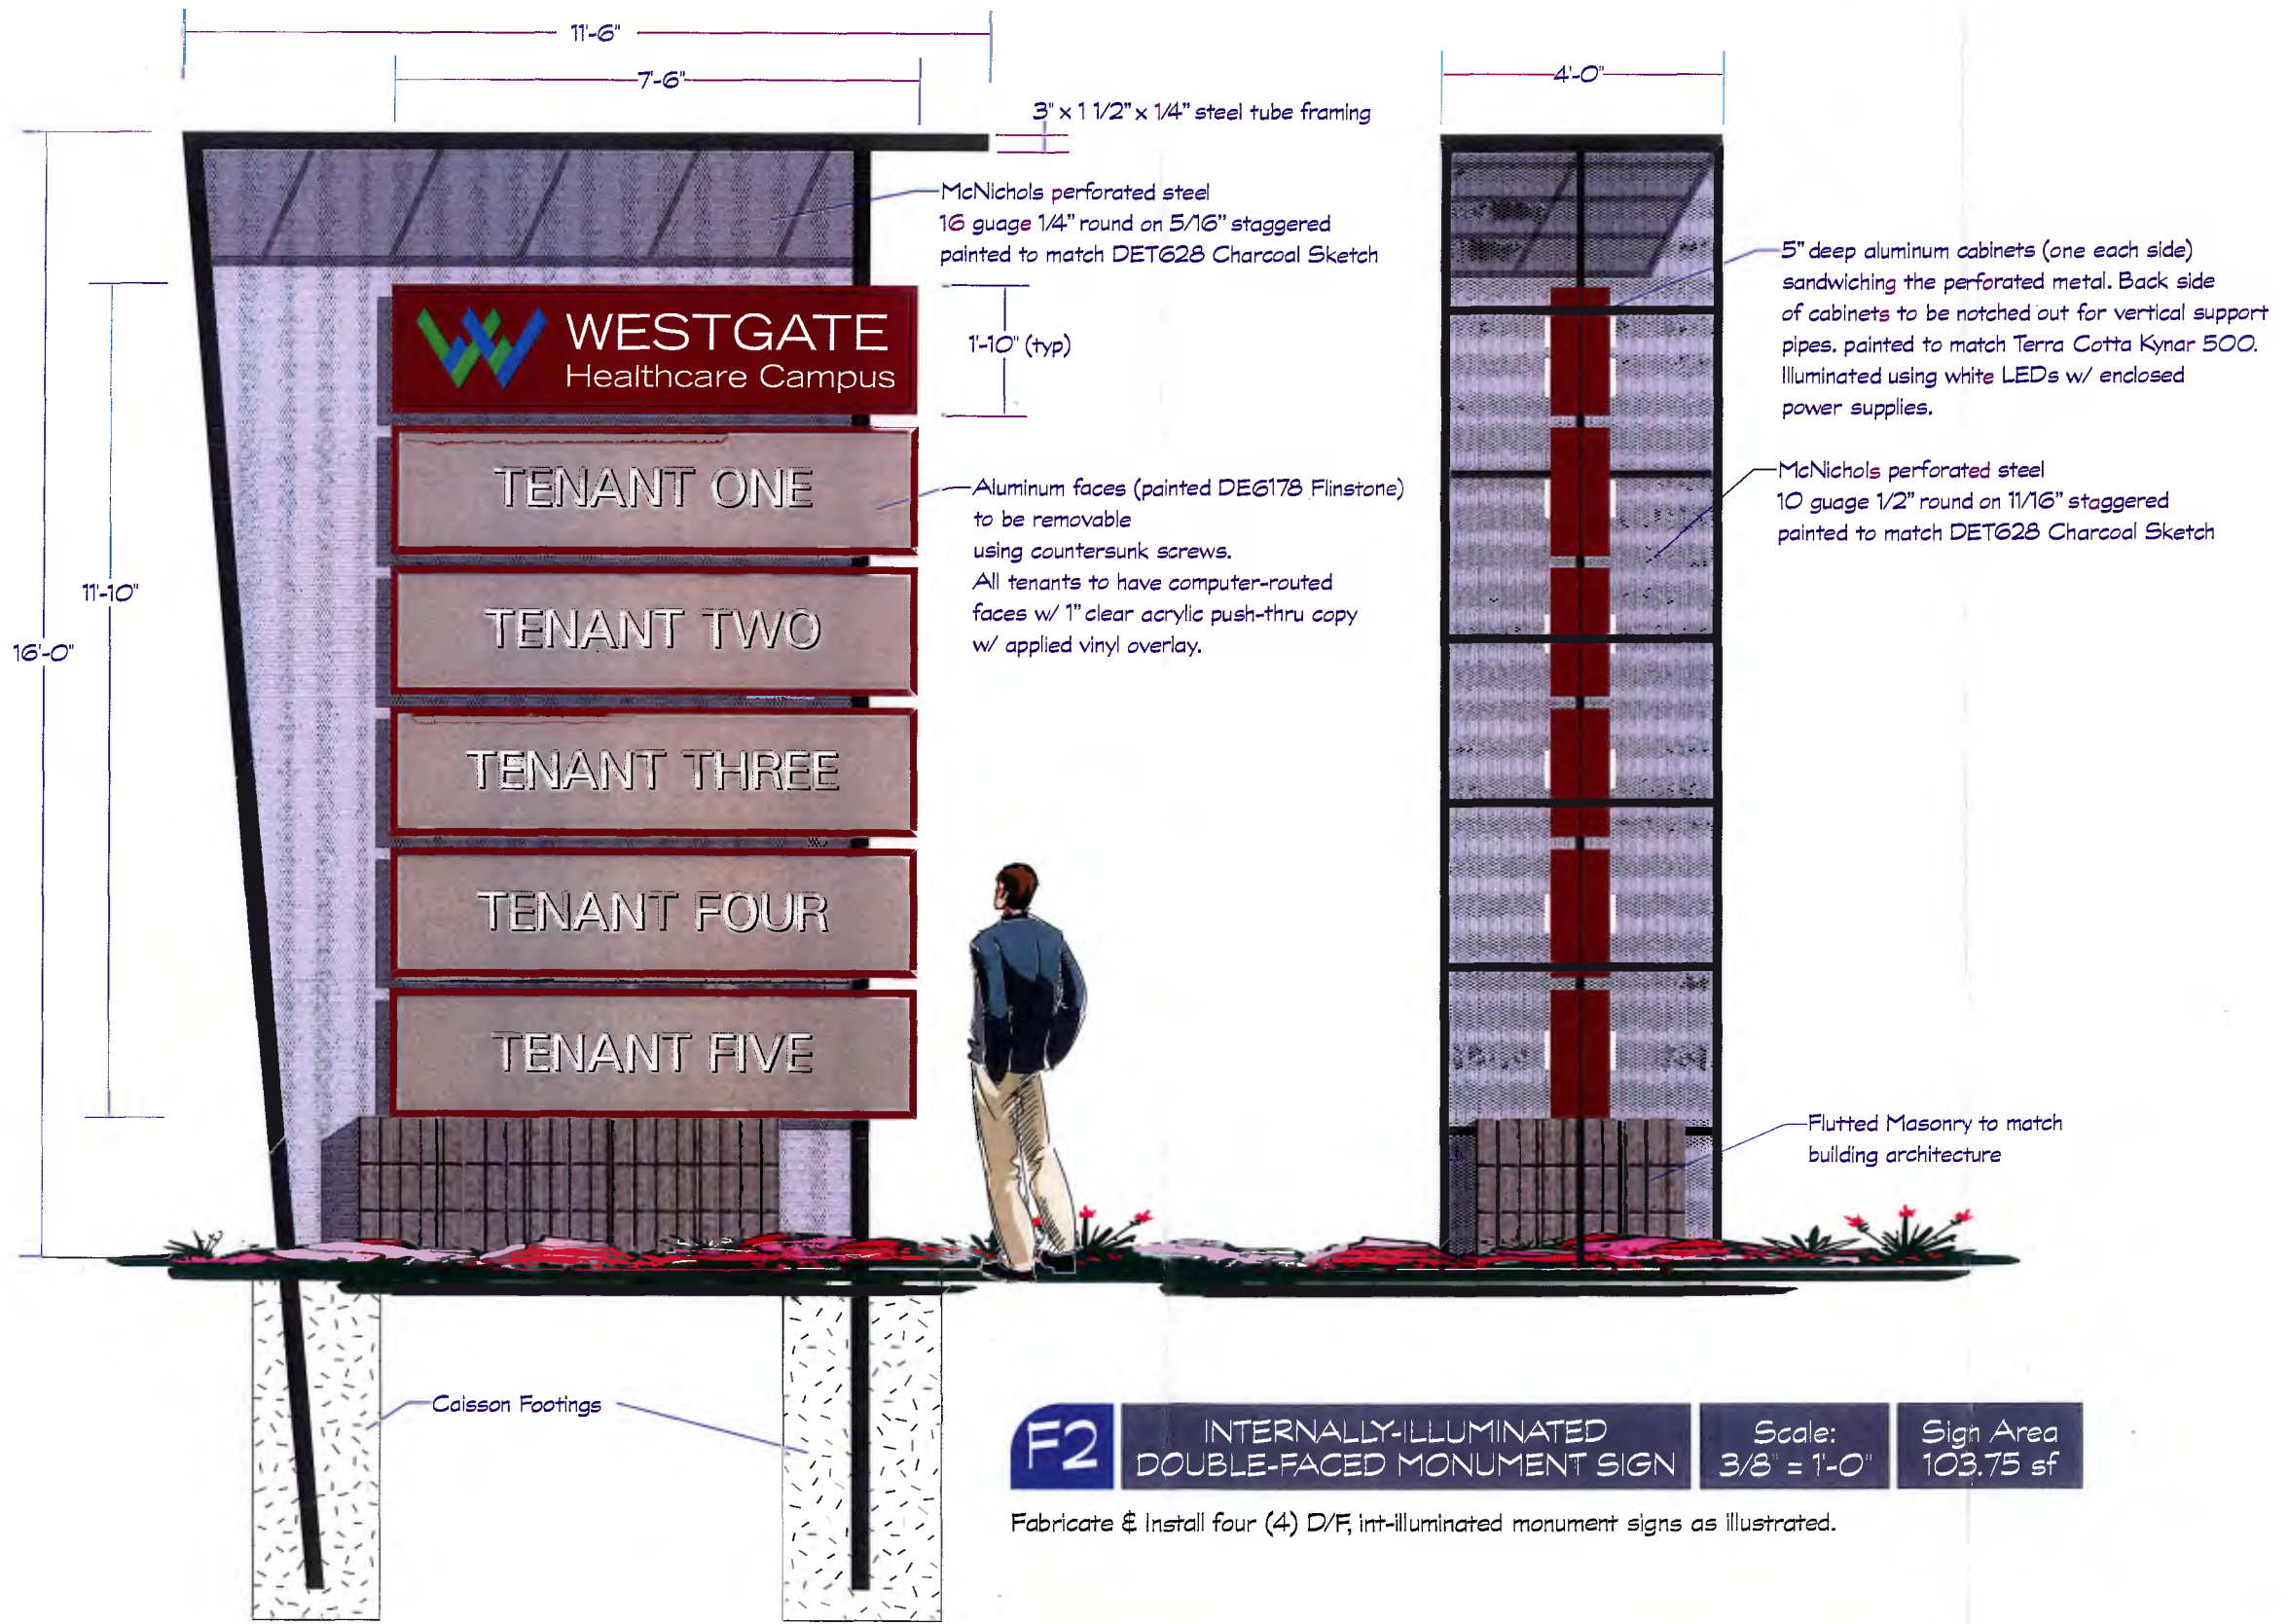 11'-6"
7'-6"
4'-0"
3" x 1 1/2" x 1/4" steel tube framing
McNichols perforated steel
16 guage 1/4" round on 5/16" staggered
painted to match DET628 Charcoal Sketch
5" deep aluminum cabinets (one each side)
sandwiching the perforated metal. Back side
of cabinets to be notched out for vertical support
pipes. painted to match Terra Cotta Kynar 500.
Illuminated using white LEDs w/ enclosed
power supplies.
WESTGATE
Healthcare Campus
1'-10" (typ)
McNichols perforated steel
10 guage 1/2" round on 11/16" staggered
painted to match DET628 Charcoal Sketch
TENANT ONE
Aluminum faces (painted DE6178 Flinstone)
to be removable
using countersunk screws.
All tenants to have computer-routed
faces w/ 1" clear acrylic push-thru copy
w/ applied vinyl overlay.
11'-10"
16'-0"
TENANT TWO
TENANT THREE
TENANT FOUR
TENANT FIVE
Flutted Masonry to match
building architecture
Caisson Footings
F2
INTERNALLY-ILLUMINATED
DOUBLE-FACED MONUMENT SIGN
Scale:
3/8" = 1'-0"
Sign Area
103.75 sf
Fabricate & Install four (4) D/F, int-illuminated monument signs as illustrated.